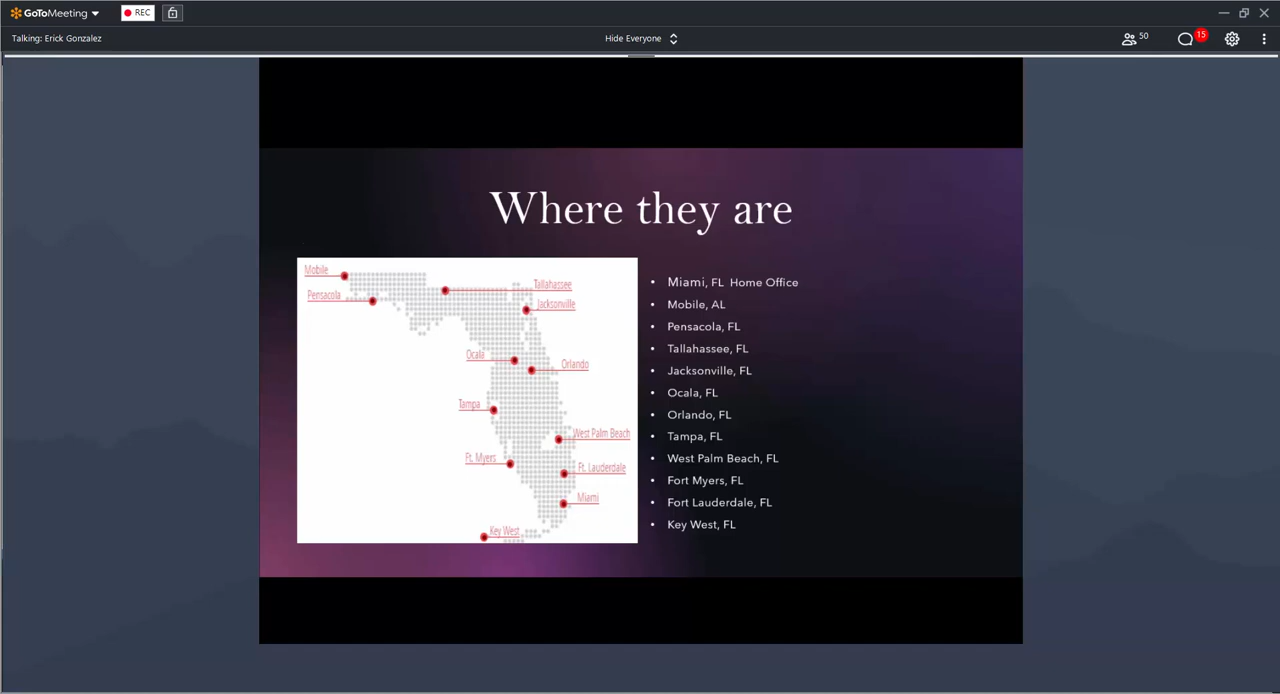 GoToMeeting
REC
Talking: Erick Gonzalez
Hide Everyone
50
15
Where they are
Mobile
Pensacola
Tallahassee
Jacksonville
Ocala
Orlando
Tampa
West Palm Beach
Ft. Myers
Ft. Lauderdale
Miami
Key West
• Miami, FL Home Office
• Mobile, AL
• Pensacola, FL
• Tallahassee, FL
• Jacksonville, FL
• Ocala, FL
• Orlando, FL
• Tampa, FL
• West Palm Beach, FL
• Fort Myers, FL
• Fort Lauderdale, FL
• Key West, FL